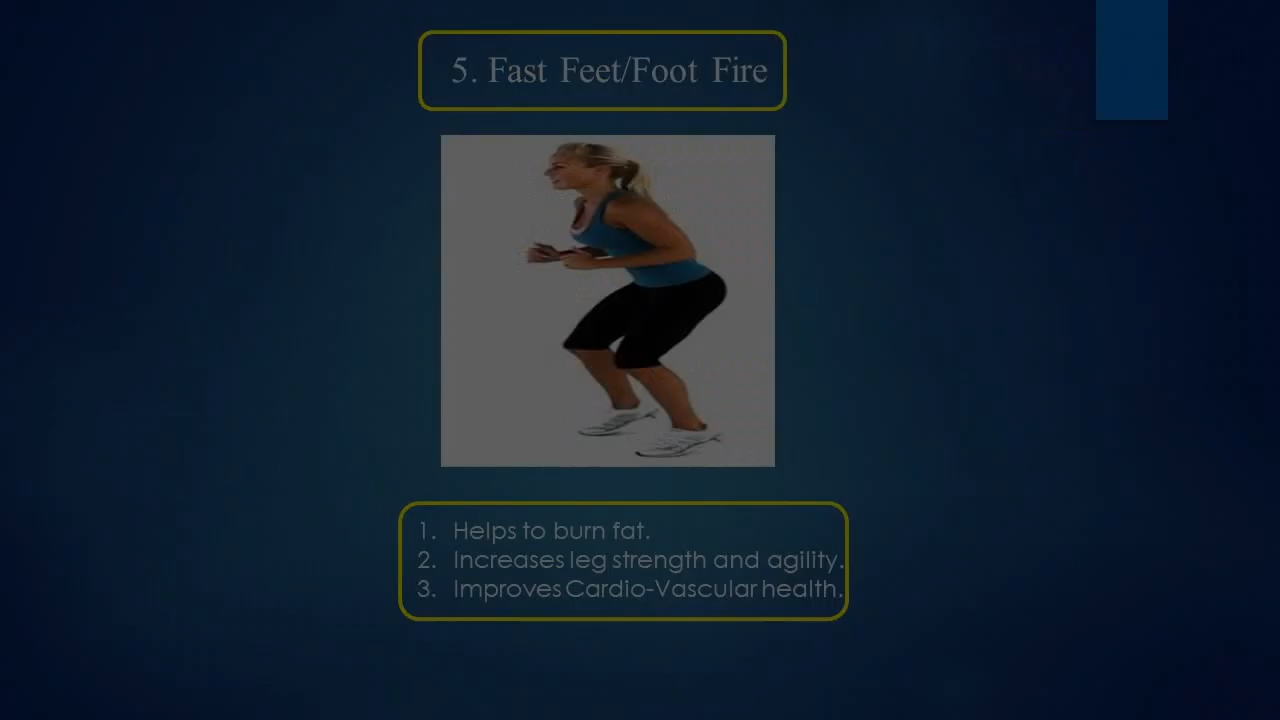 5. Fast Feet/Foot Fire
1. Helps to burn fat.
2. Increases leg strength and agility.
3. Improves Cardio-Vascular health.